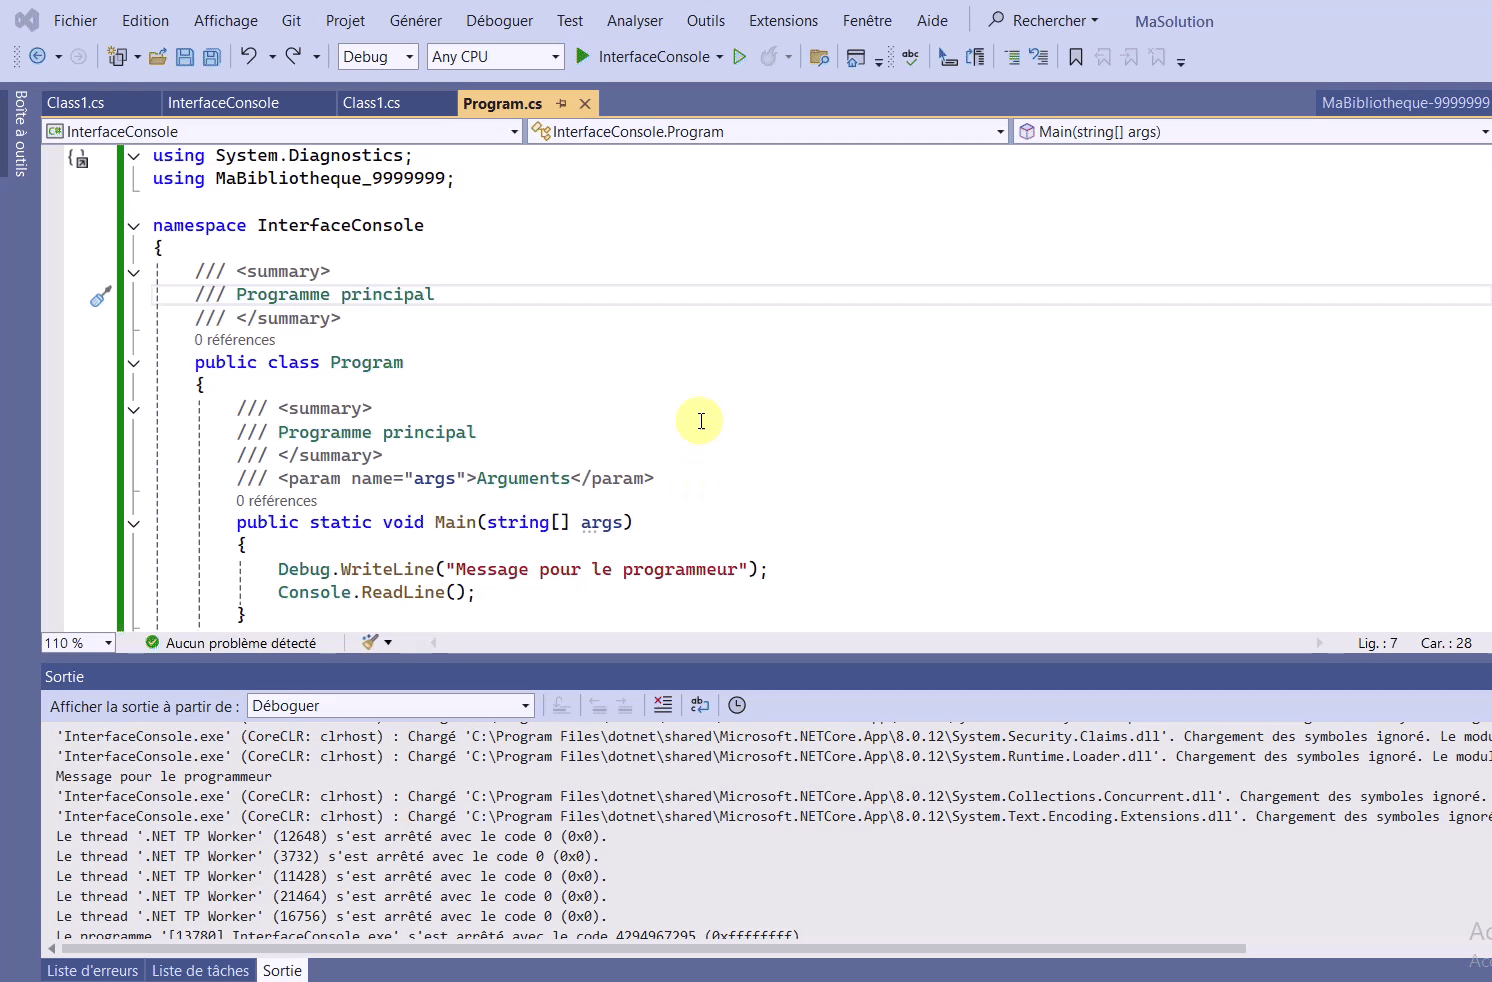 Fichier Edition Affichage Git Projet Générer Déboguer Test Analyser Outils Extensions Fenêtre Aide Rechercher MaSolution
Debug Any CPU InterfaceConsole
Boîte à outils
Class1.cs InterfaceConsole Class1.cs Program.cs MaBibliotheque-9999999
InterfaceConsole InterfaceConsole.Program Main(string[] args)
using System.Diagnostics;
using MaBibliotheque_9999999;
namespace InterfaceConsole
{
/// <summary>
/// Programme principal
/// </summary>
0 références
public class Program
{
/// <summary>
/// Programme principal
/// </summary>
/// <param name="args">Arguments</param>
0 références
public static void Main(string[] args)
{
Debug.WriteLine("Message pour le programmeur");
Console.ReadLine();
}
110 % Aucun problème détecté Lig. : 7 Car. : 28
Sortie
Afficher la sortie à partir de : Déboguer
'InterfaceConsole.exe' (CoreCLR: clrhost) : Chargé 'C:\Program Files\dotnet\shared\Microsoft.NETCore.App\8.0.12\System.Security.Claims.dll'. Chargement des symboles ignoré. Le modu
'InterfaceConsole.exe' (CoreCLR: clrhost) : Chargé 'C:\Program Files\dotnet\shared\Microsoft.NETCore.App\8.0.12\System.Runtime.Loader.dll'. Chargement des symboles ignoré. Le modul
Message pour le programmeur
'InterfaceConsole.exe' (CoreCLR: clrhost) : Chargé 'C:\Program Files\dotnet\shared\Microsoft.NETCore.App\8.0.12\System.Collections.Concurrent.dll'. Chargement des symboles ignoré.
'InterfaceConsole.exe' (CoreCLR: clrhost) : Chargé 'C:\Program Files\dotnet\shared\Microsoft.NETCore.App\8.0.12\System.Text.Encoding.Extensions.dll'. Chargement des symboles ignoré
Le thread '.NET TP Worker' (12648) s'est arrêté avec le code 0 (0x0).
Le thread '.NET TP Worker' (3732) s'est arrêté avec le code 0 (0x0).
Le thread '.NET TP Worker' (11428) s'est arrêté avec le code 0 (0x0).
Le thread '.NET TP Worker' (21464) s'est arrêté avec le code 0 (0x0).
Le thread '.NET TP Worker' (16756) s'est arrêté avec le code 0 (0x0).
Le programme '[13780] InterfaceConsole.exe' s'est arrêté avec le code 4294967295 (0xffffffff).
Liste d'erreurs Liste de tâches Sortie